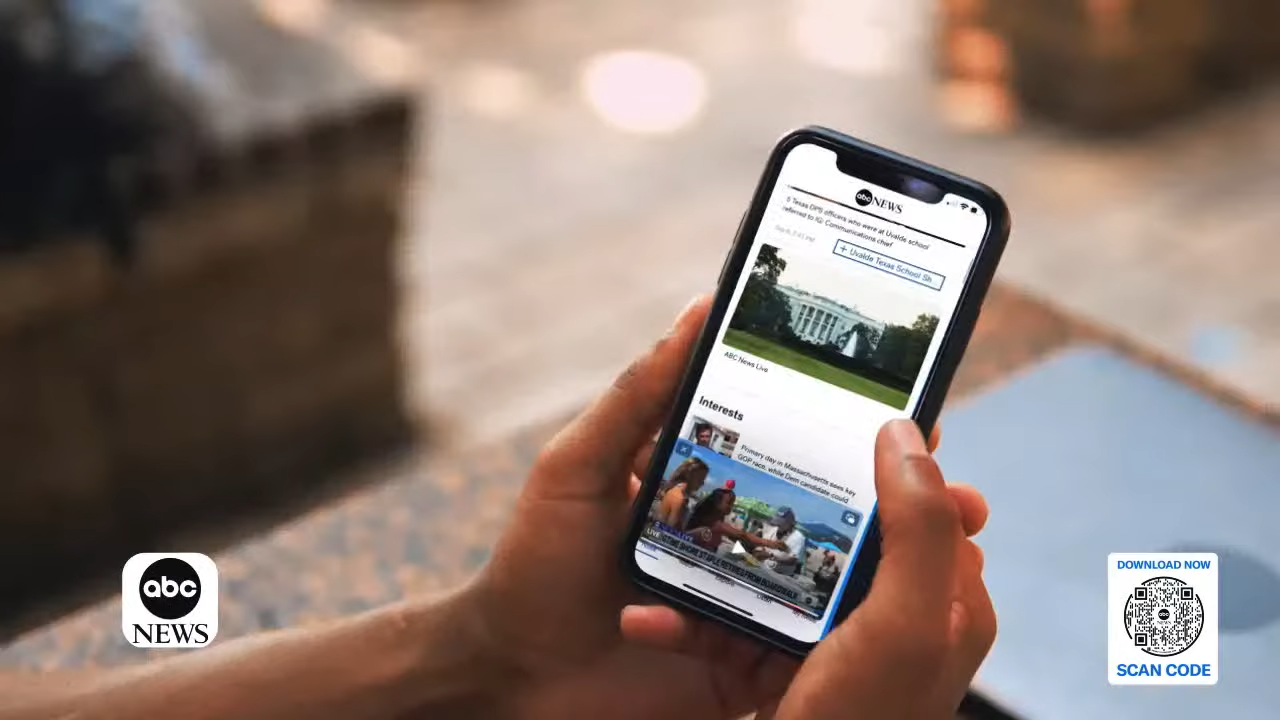 abc NEWS
5 Texas DPS officers who were at Uvalde school
referred to IG: Communications chief
+ Uvalde Texas School Sh
ABC News Live
Interests
Primary day in Massachusetts sees key
GOP race, while Dem candidate could
LIVE
abc
NEWS
DOWNLOAD NOW
abc
SCAN CODE